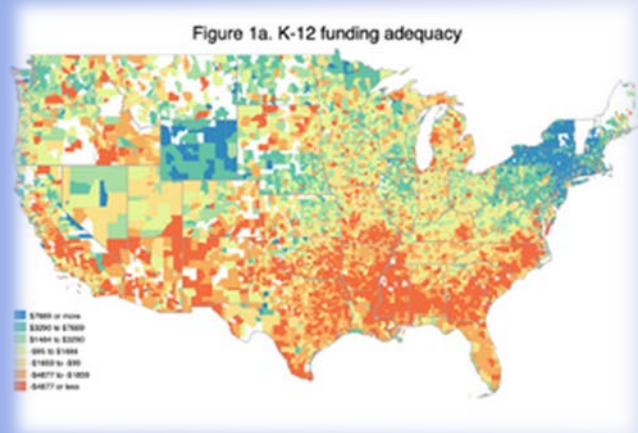 Figure 1a. K-12 funding adequacy
$7669 or more
$3290 to $7669
$1484 to $3290
-$95 to $1484
-$1859 to -$95
-$4677 to -$1859
-$4677 or less